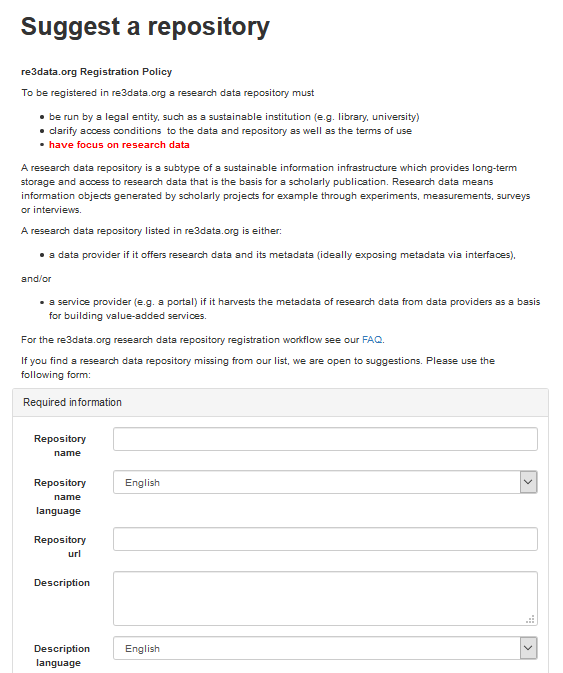 Suggest a repository
re3data.org Registration Policy
To be registered in re3data.org a research data repository must
• be run by a legal entity, such as a sustainable institution (e.g. library, university)
• clarify access conditions to the data and repository as well as the terms of use
• have focus on research data
A research data repository is a subtype of a sustainable information infrastructure which provides long-term
storage and access to research data that is the basis for a scholarly publication. Research data means
information objects generated by scholarly projects for example through experiments, measurements, surveys
or interviews.
A research data repository listed in re3data.org is either:
• a data provider if it offers research data and its metadata (ideally exposing metadata via interfaces),
and/or
• a service provider (e.g. a portal) if it harvests the metadata of research data from data providers as a basis
for building value-added services.
For the re3data.org research data repository registration workflow see our FAQ.
If you find a research data repository missing from our list, we are open to suggestions. Please use the
following form:
Required information
Repository
name
Repository
name
language
English
Repository
url
Description
Description
language
English